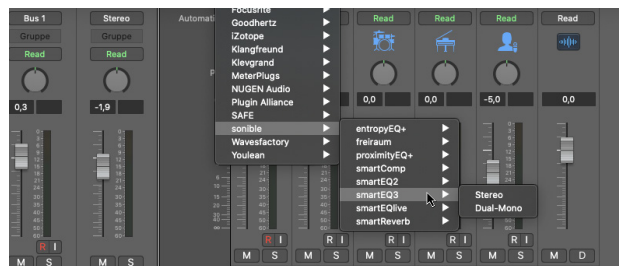 Bus 1
Stereo
Gruppe
Gruppe
Read
Read
0,3
-1,9
R I
M S
M S
Automati
Focusrite
Goodhertz
iZotope
Klangfreund
Klevgrand
MeterPlugs
NUGEN Audio
Plugin Alliance
SAFE
sonible
Wavesfactory
Youlean
entropyEQ+
freiraum
proximityEQ+
smartComp
smartEQ2
smartEQ3
smartEQlive
smartReverb
Stereo
Dual-Mono
Read
Read
Read
Read
0,0
0,0
-5,0
0,0
R I
R I
R I
R I
R I
M S
M S
M S
M S
M S
M D